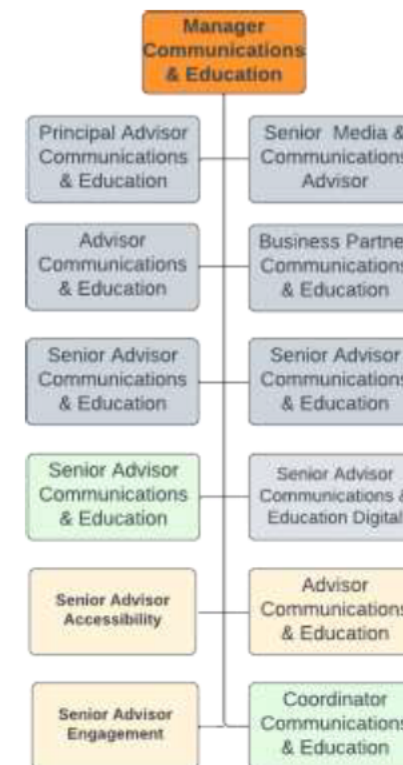 Manager
Communications
& Education
Principal Advisor
Communications
& Education
Senior Media &
Communications
Advisor
Advisor
Communications
& Education
Business Partner
Communications
& Education
Senior Advisor
Communications
& Education
Senior Advisor
Communications
& Education
Senior Advisor
Communications
& Education
Senior Advisor
Communications &
Education Digital
Senior Advisor
Accessibility
Advisor
Communications
& Education
Senior Advisor
Engagement
Coordinator
Communications
& Education